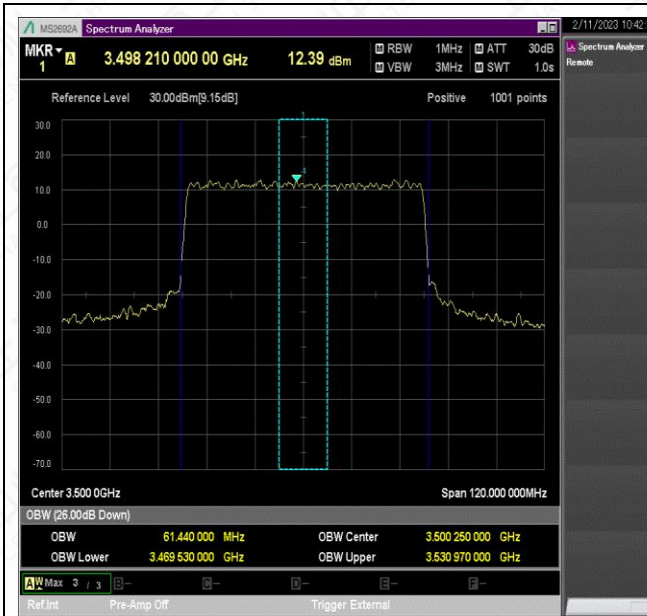 MS2692A Spectrum Analyzer
2/11/2023 10:42:
MKR 1 A 3.498 210 000 00 GHz 12.39 dBm
M RBW 1MHz M ATT 30dB
M VBW 3MHz M SWT 1.0s
Spectrum Analyzer
Remote
Reference Level 30.00dBm[9.15dB] Positive 1001 points
30.0
20.0
10.0
0.0
-10.0
-20.0
-30.0
-40.0
-50.0
-60.0
-70.0
Center 3.500 0GHz Span 120.000 000MHz
OBW (26.00dB Down)
OBW 61.440 000 MHz OBW Center 3.500 250 000 GHz
OBW Lower 3.469 530 000 GHz OBW Upper 3.530 970 000 GHz
AW Max 3 / 3 B- C- D- E- F-
Ref.Int Pre-Amp Off Trigger External